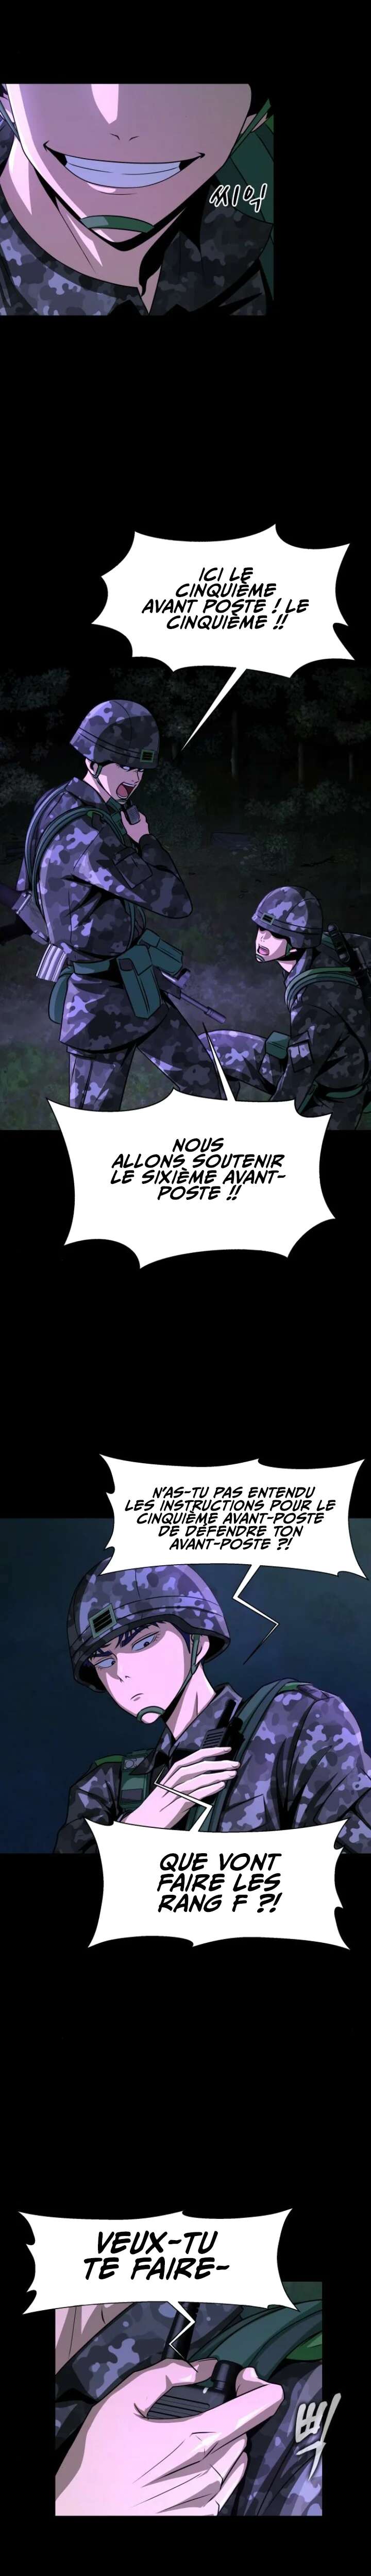 씨익
ICI LE
CINQUIÈME
AVANT POSTE ! LE
CINQUIÈME !!
NOUS
ALLONS SOUTENIR
LE SIXIÈME AVANT-
POSTE !!
N'AS-TU PAS ENTENDU
LES INSTRUCTIONS POUR LE
CINQUIÈME AVANT-POSTE
DE DÉFENDRE TON
AVANT-POSTE ?!
QUE VONT
FAIRE LES
RANG F ?!
VEUX-TU
TE FAIRE-
삑